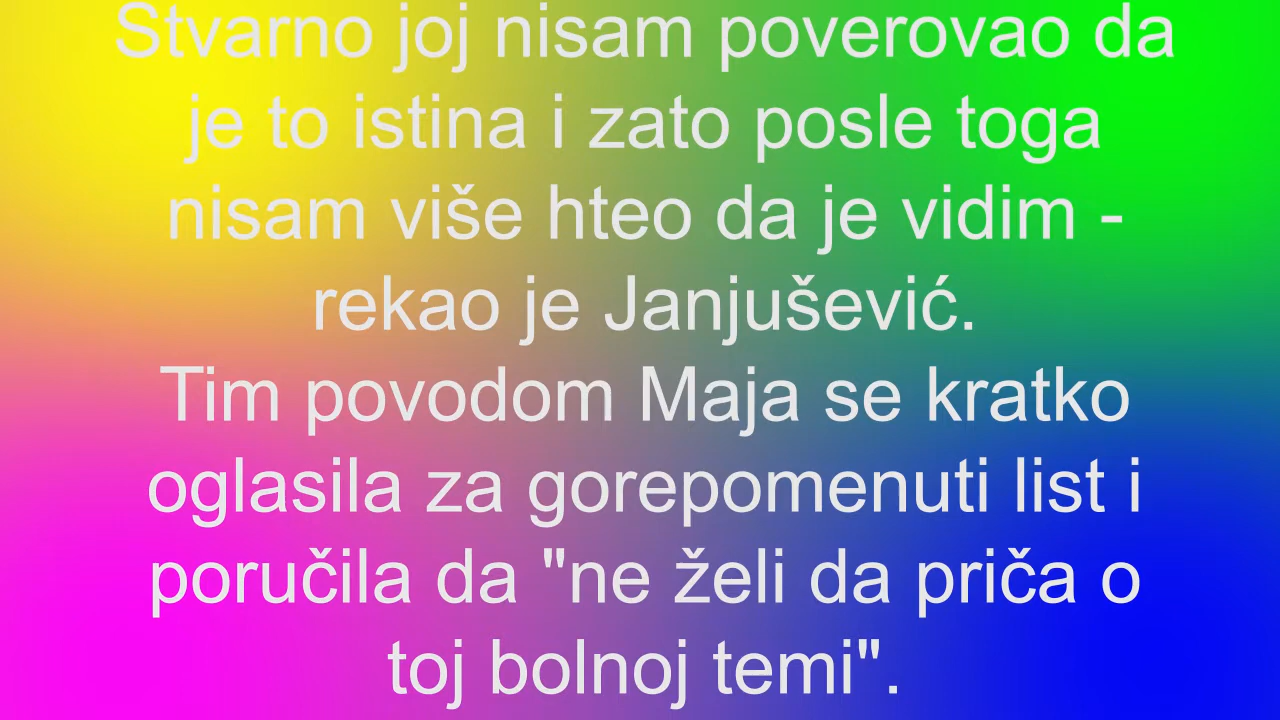 Stvarno joj nisam poverovao da
je to istina i zato posle toga
nisam više hteo da je vidim -
rekao je Janjušević.
Tim povodom Maja se kratko
oglasila za gorepomenuti list i
poručila da "ne želi da priča o
toj bolnoj temi".